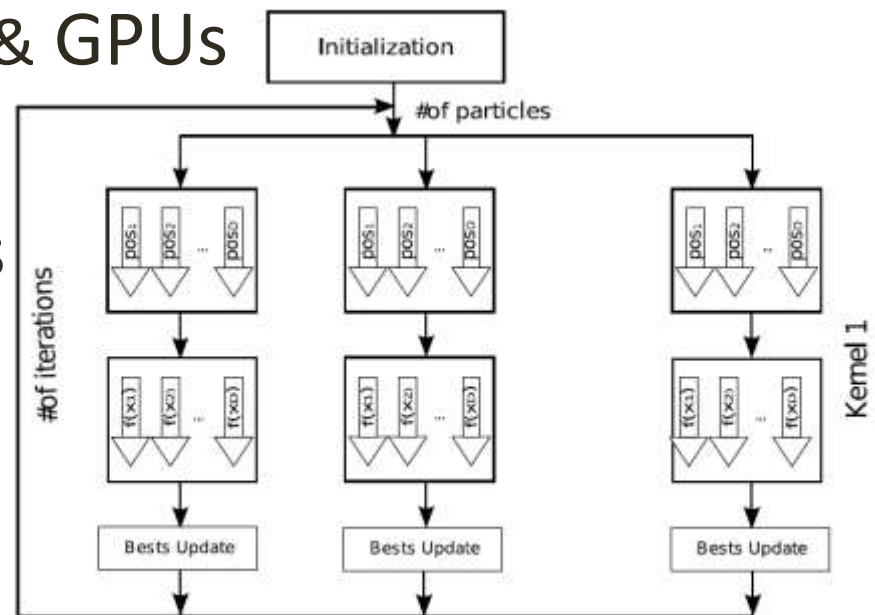 & GPUs
Initialization
#of particles
s
pos₁ pos₂ ... posD
pos₁ pos₂ ... posD
pos₁ pos₂ .. posD
#of iterations
Kernel 1
f(x₁) f(x₂) ... f(xD)
f(x₁) f(x₂) ... f(xD)
f(x₁) f(x₂) ... f(xD)
Bests Update
Bests Update
Bests Update